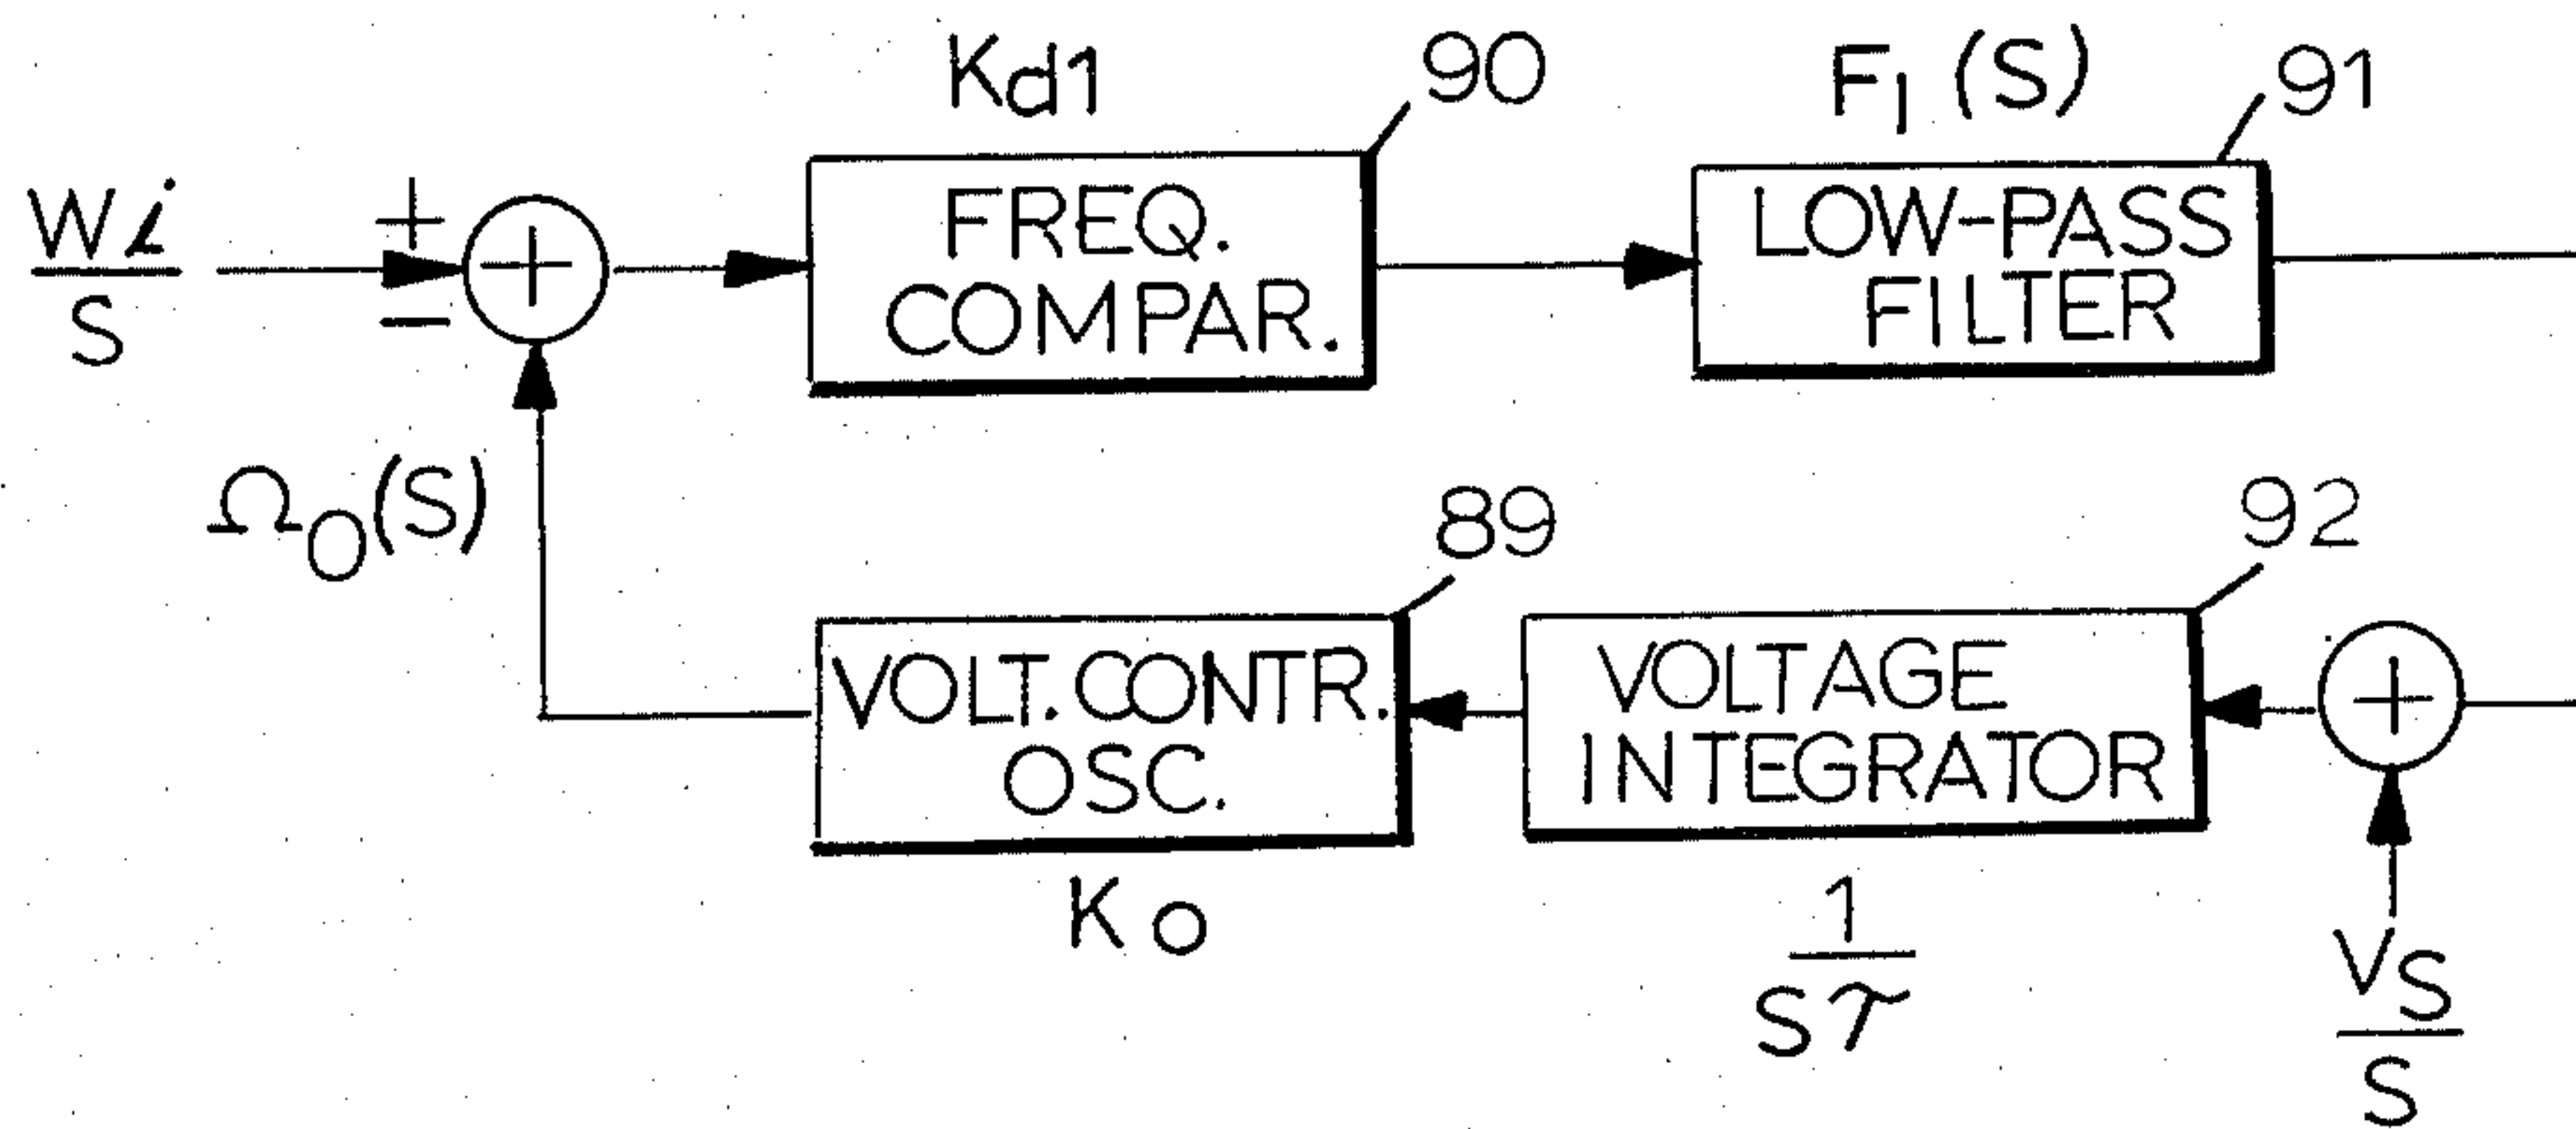 Kd1
90
F1 (S)
91
Wi
S
+
−
+
FREQ.
COMPAR.
LOW-PASS
FILTER
Ωo(S)
89
92
VOLT. CONTR.
OSC.
VOLTAGE
INTEGRATOR
+
Ko
1
Sτ
VS
S